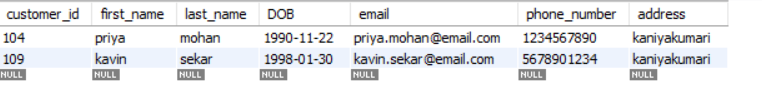 customer_id first_name last_name DOB email phone_number address
104 priya mohan 1990-11-22 priya.mohan@email.com 1234567890 kaniyakumari
109 kavin sekar 1998-01-30 kavin.sekar@email.com 5678901234 kaniyakumari
NULL NULL NULL NULL NULL NULL NULL